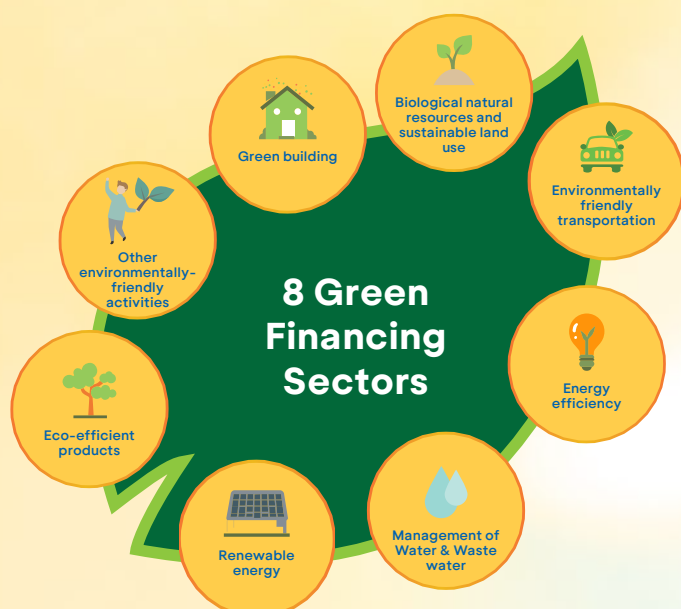 8 Green
Financing
Sectors
Biological natural
resources and
sustainable land
use
Environmentally
friendly
transportation
Energy
efficiency
Management of
Water & Waste
water
Renewable
energy
Eco-efficient
products
Other
environmentally-
friendly
activities
Green building